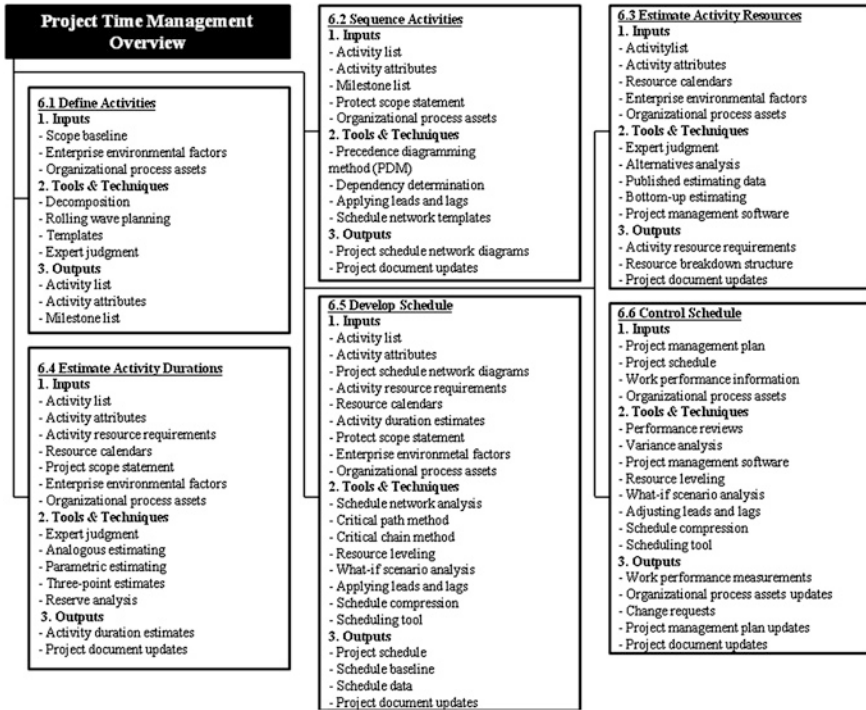 Project Time Management
Overview
6.1 Define Activities
1. Inputs
- Scope baseline
- Enterprise environmental factors
- Organizational process assets
2. Tools & Techniques
- Decomposition
- Rolling wave planning
- Templates
- Expert judgment
3. Outputs
- Activity list
- Activity attributes
- Milestone list
6.2 Sequence Activities
1. Inputs
- Activity list
- Activity attributes
- Milestone list
- Protect scope statement
- Organizational process assets
2. Tools & Techniques
- Precedence diagramming
method (PDM)
- Dependency determination
- Applying leads and lags
- Schedule network templates
3. Outputs
- Project schedule network diagrams
- Project document updates
6.3 Estimate Activity Resources
1. Inputs
- Activitylist
- Activity attributes
- Resource calendars
- Enterprise environmental factors
- Organizational process assets
2. Tools & Techniques
- Expert judgment
- Alternatives analysis
- Published estimating data
- Bottom-up estimating
- Project management software
3. Outputs
- Activity resource requirements
- Resource breakdown structure
- Project document updates
6.4 Estimate Activity Durations
1. Inputs
- Activity list
- Activity attributes
- Activity resource requirements
- Resource calendars
- Project scope statement
- Enterprise environmental factors
- Organizational process assets
2. Tools & Techniques
- Expert judgment
- Analogous estimating
- Parametric estimating
- Three-point estimates
- Reserve analysis
3. Outputs
- Activity duration estimates
- Project document updates
6.5 Develop Schedule
1. Inputs
- Activity list
- Activity attributes
- Project schedule network diagrams
- Activity resource requirements
- Resource calendars
- Activity duration estimates
- Protect scope statement
- Enterprise environmetal factors
- Organizational process assets
2. Tools & Techniques
- Schedule network analysis
- Critical path method
- Critical chain method
- Resource leveling
- What-if scenario analysis
- Applying leads and lags
- Schedule compression
- Scheduling tool
3. Outputs
- Project schedule
- Schedule baseline
- Schedule data
- Project document updates
6.6 Control Schedule
1. Inputs
- Project management plan
- Project schedule
- Work performance information
- Organizational process assets
2. Tools & Techniques
- Performance reviews
- Variance analysis
- Project management software
- Resource leveling
- What-if scenario analysis
- Adjusting leads and lags
- Schedule compression
- Scheduling tool
3. Outputs
- Work performance measurements
- Organizational process assets updates
- Change requests
- Project management plan updates
- Project document updates